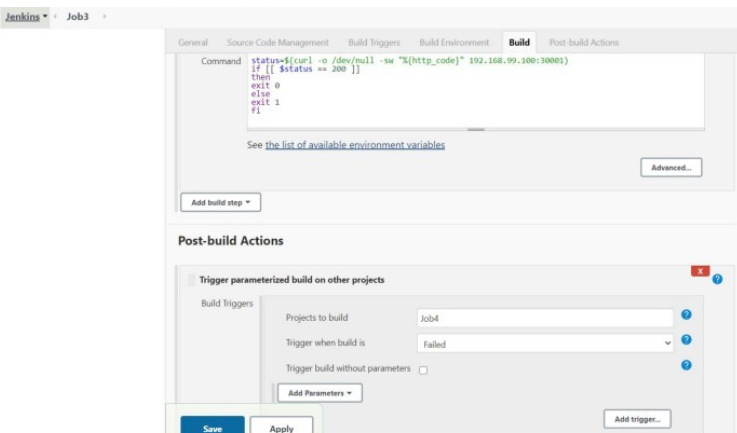 Jenkins
Job3
General Source Code Management Build Triggers Build Environment Build Post-build Actions
Command
status=$(curl -o /dev/null -sw "%{http_code}" 192.168.99.100:30001)
if [[ $status == 200 ]]
then
exit 0
else
exit 1
fi
See the list of available environment variables
Advanced...
Add build step
Post-build Actions
X
Trigger parameterized build on other projects
Build Triggers
Projects to build Job4
Trigger when build is Failed
Trigger build without parameters
Add Parameters
Add trigger...
Save Apply